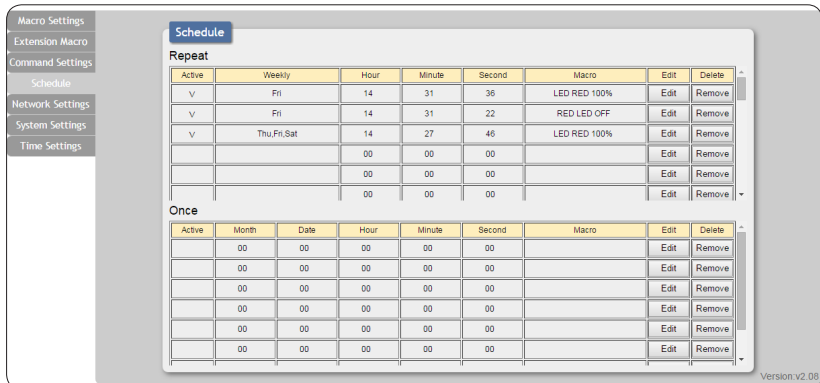 Macro Settings
Extension Macro
Command Settings
Schedule
Network Settings
System Settings
Time Settings
Schedule
Repeat
Active Weekly Hour Minute Second Macro Edit Delete
V Fri 14 31 36 LED RED 100% Edit Remove
V Fri 14 31 22 RED LED OFF Edit Remove
V Thu,Fri,Sat 14 27 46 LED RED 100% Edit Remove
00 00 00 Edit Remove
00 00 00 Edit Remove
00 00 00 Edit Remove
Once
Active Month Date Hour Minute Second Macro Edit Delete
00 00 00 00 00 Edit Remove
00 00 00 00 00 Edit Remove
00 00 00 00 00 Edit Remove
00 00 00 00 00 Edit Remove
00 00 00 00 00 Edit Remove
00 00 00 00 00 Edit Remove
Version:v2.08